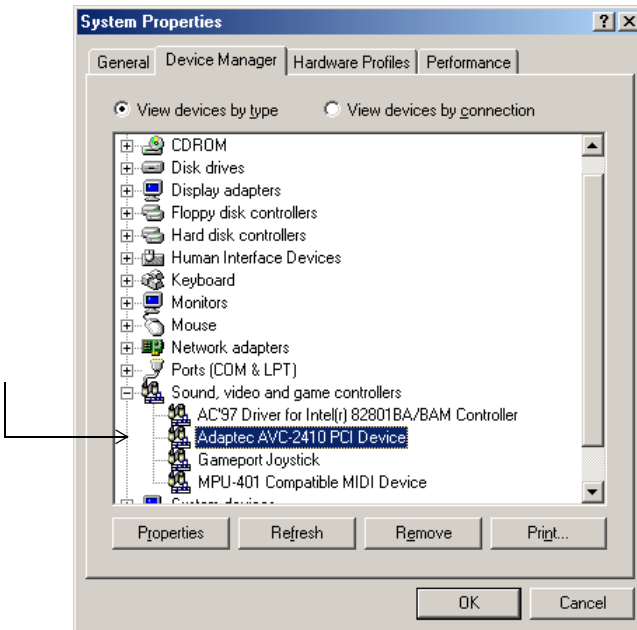 System Properties
General Device Manager Hardware Profiles Performance
View devices by type View devices by connection
CDROM
Disk drives
Display adapters
Floppy disk controllers
Hard disk controllers
Human Interface Devices
Keyboard
Monitors
Mouse
Network adapters
Ports (COM & LPT)
Sound, video and game controllers
AC'97 Driver for Intel(r) 82801BA/BAM Controller
Adaptec AVC-2410 PCI Device
Gameport Joystick
MPU-401 Compatible MIDI Device
System devices
Properties Refresh Remove Print...
OK Cancel